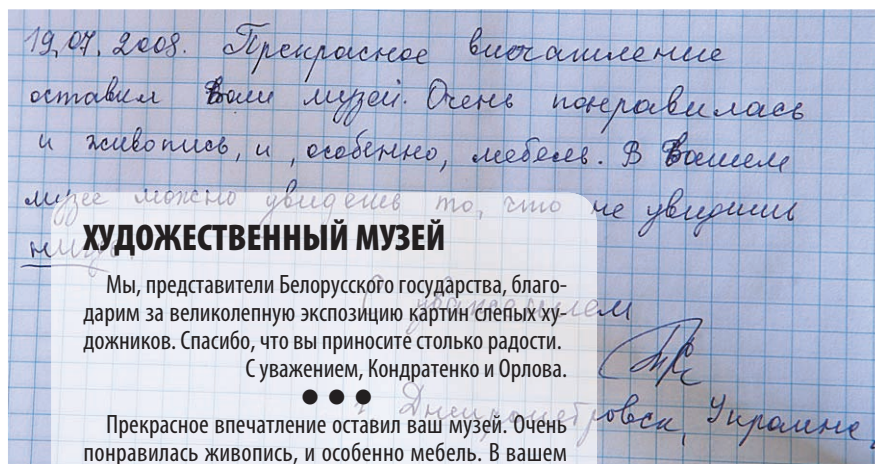 19.07.2008. Прекрасное впечатление
оставил Ваш музей. Очень понравилась
и живопись, и, особенно, мебель. В Вашем
музее можно увидеть то, что не увидишь
С уважением
г. Днепропетровск, Украина
ХУДОЖЕСТВЕННЫЙ МУЗЕЙ
Мы, представители Белорусского государства, благо-
дарим за великолепную экспозицию картин слепых ху-
дожников. Спасибо, что вы приносите столько радости.
С уважением, Кондратенко и Орлова.
● ● ●
Прекрасное впечатление оставил ваш музей. Очень
понравилась живопись, и особенно мебель. В вашем